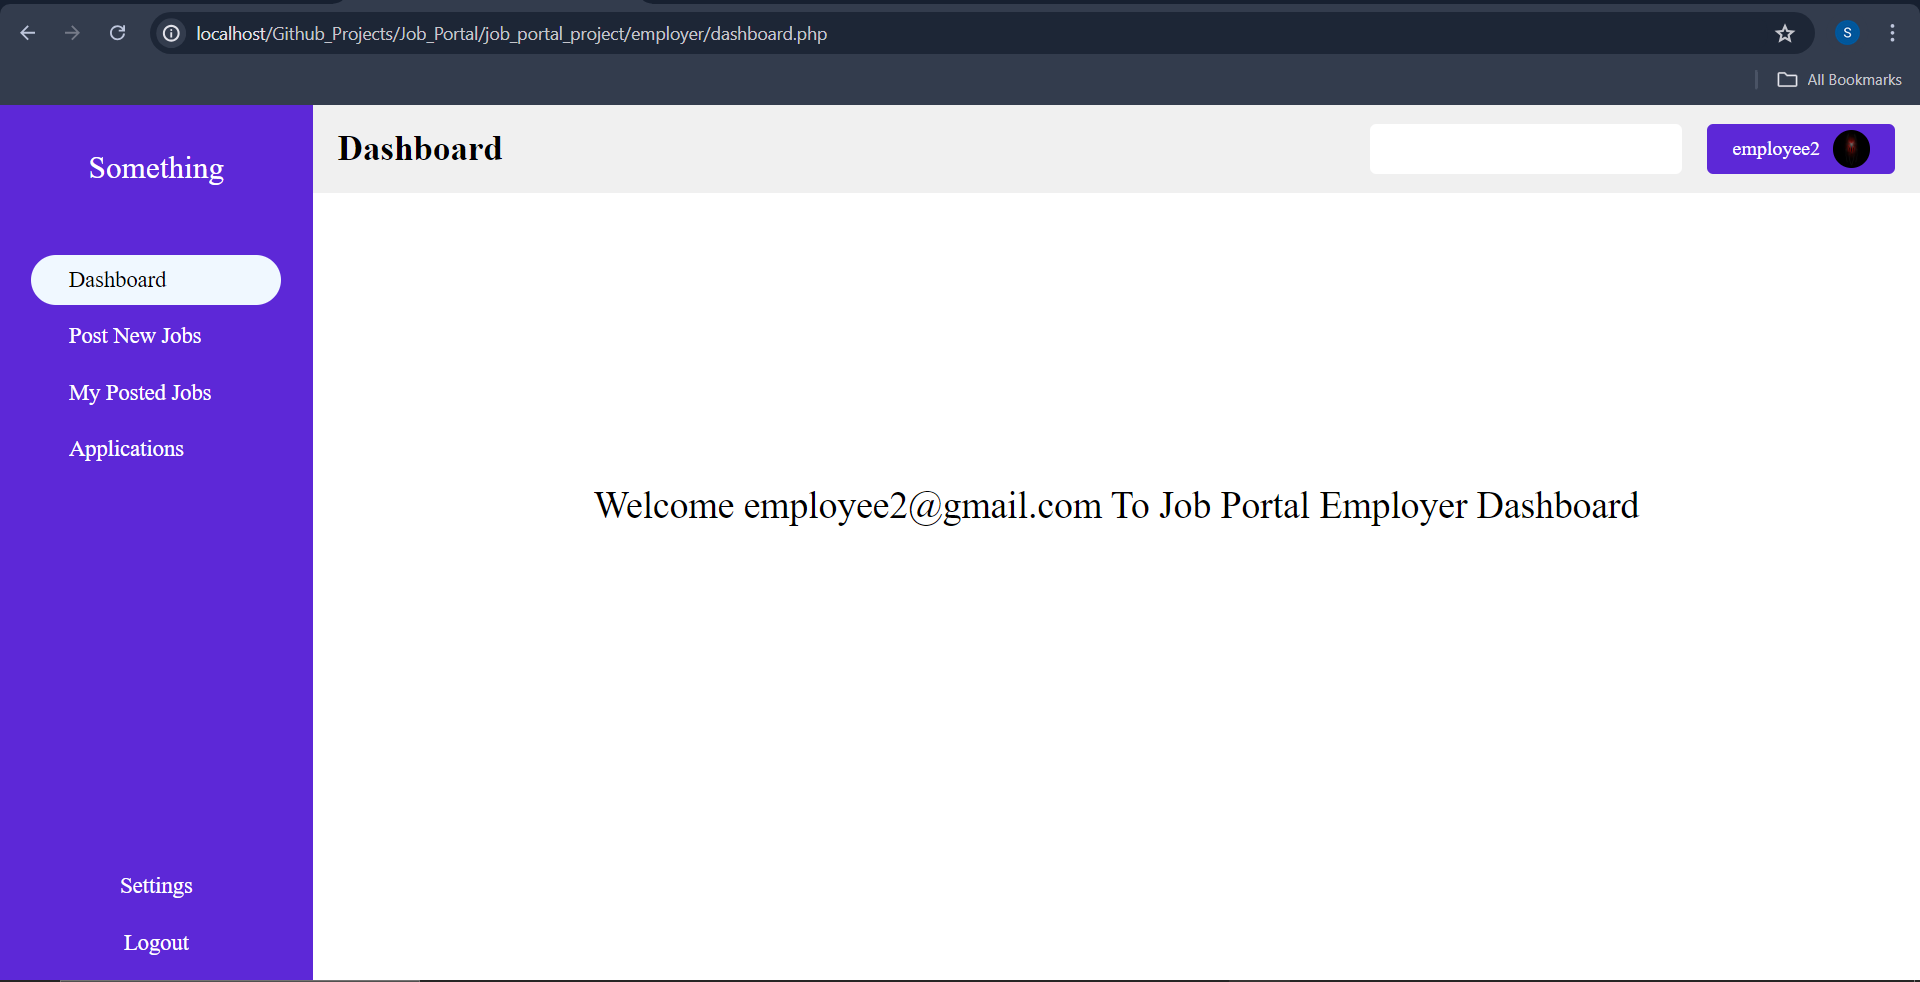 localhost/Github_Projects/Job_Portal/job_portal_project/employer/dashboard.php
S
All Bookmarks
Something
Dashboard
employee2
Dashboard
Post New Jobs
My Posted Jobs
Applications
Welcome employee2@gmail.com To Job Portal Employer Dashboard
Settings
Logout